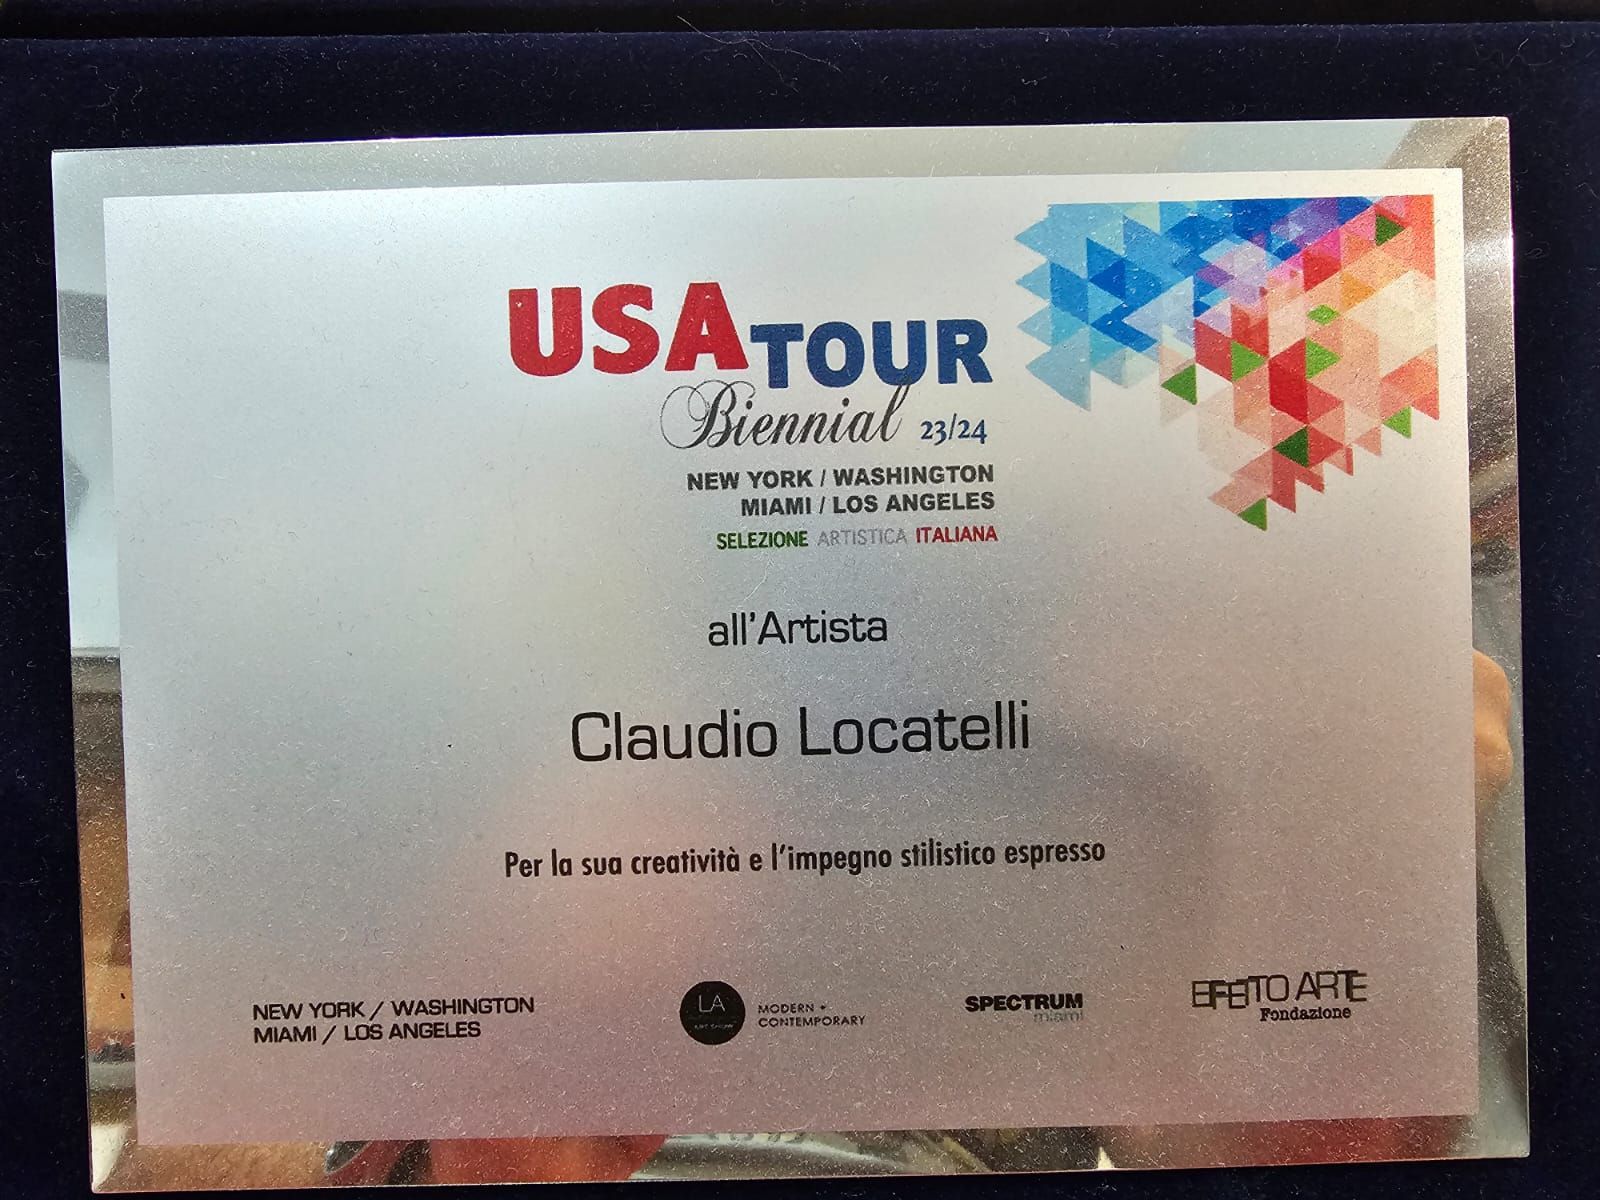 USA TOUR
Biennial 23/24
NEW YORK / WASHINGTON
MIAMI / LOS ANGELES
SELEZIONE ARTISTICA ITALIANA
all'Artista
Claudio Locatelli
Per la sua creatività e l'impegno stilistico espresso
NEW YORK / WASHINGTON
MIAMI / LOS ANGELES
LA
ART SHOW
MODERN +
CONTEMPORARY
SPECTRUM
miami
EFFETTO ARTE
Fondazione